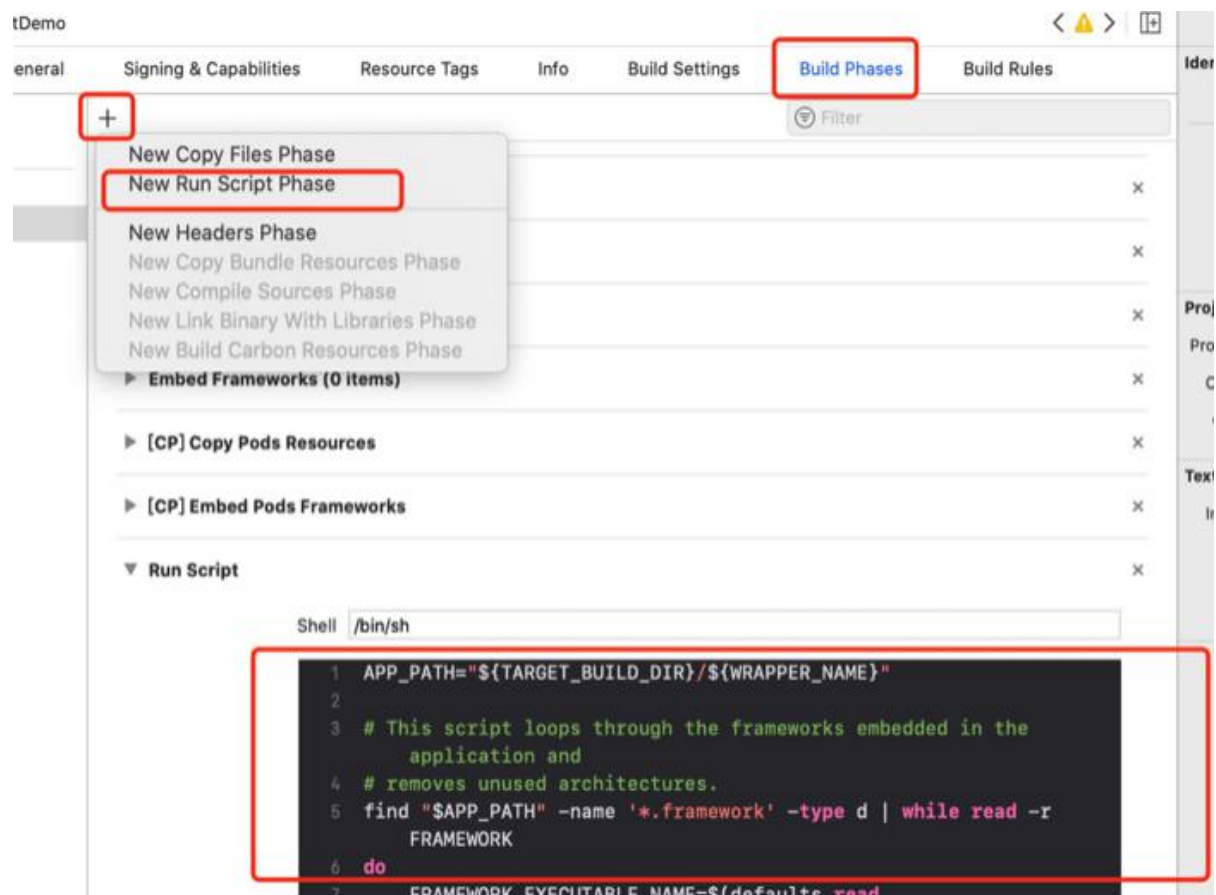 tDemo
eneral Signing & Capabilities Resource Tags Info Build Settings Build Phases Build Rules
Iden
+ Filter
New Copy Files Phase
New Run Script Phase
New Headers Phase
New Copy Bundle Resources Phase
New Compile Sources Phase
New Link Binary With Libraries Phase
New Build Carbon Resources Phase
Proj
Pro
Embed Frameworks (0 items)
[CP] Copy Pods Resources
Text
[CP] Embed Pods Frameworks
Run Script
Shell /bin/sh
1 APP_PATH="${TARGET_BUILD_DIR}/${WRAPPER_NAME}"
2
3 # This script loops through the frameworks embedded in the
application and
4 # removes unused architectures.
5 find "$APP_PATH" -name '*.framework' -type d | while read -r
FRAMEWORK
6 do
7 FRAMEWORK_EXECUTABLE_NAME=$(defaults read